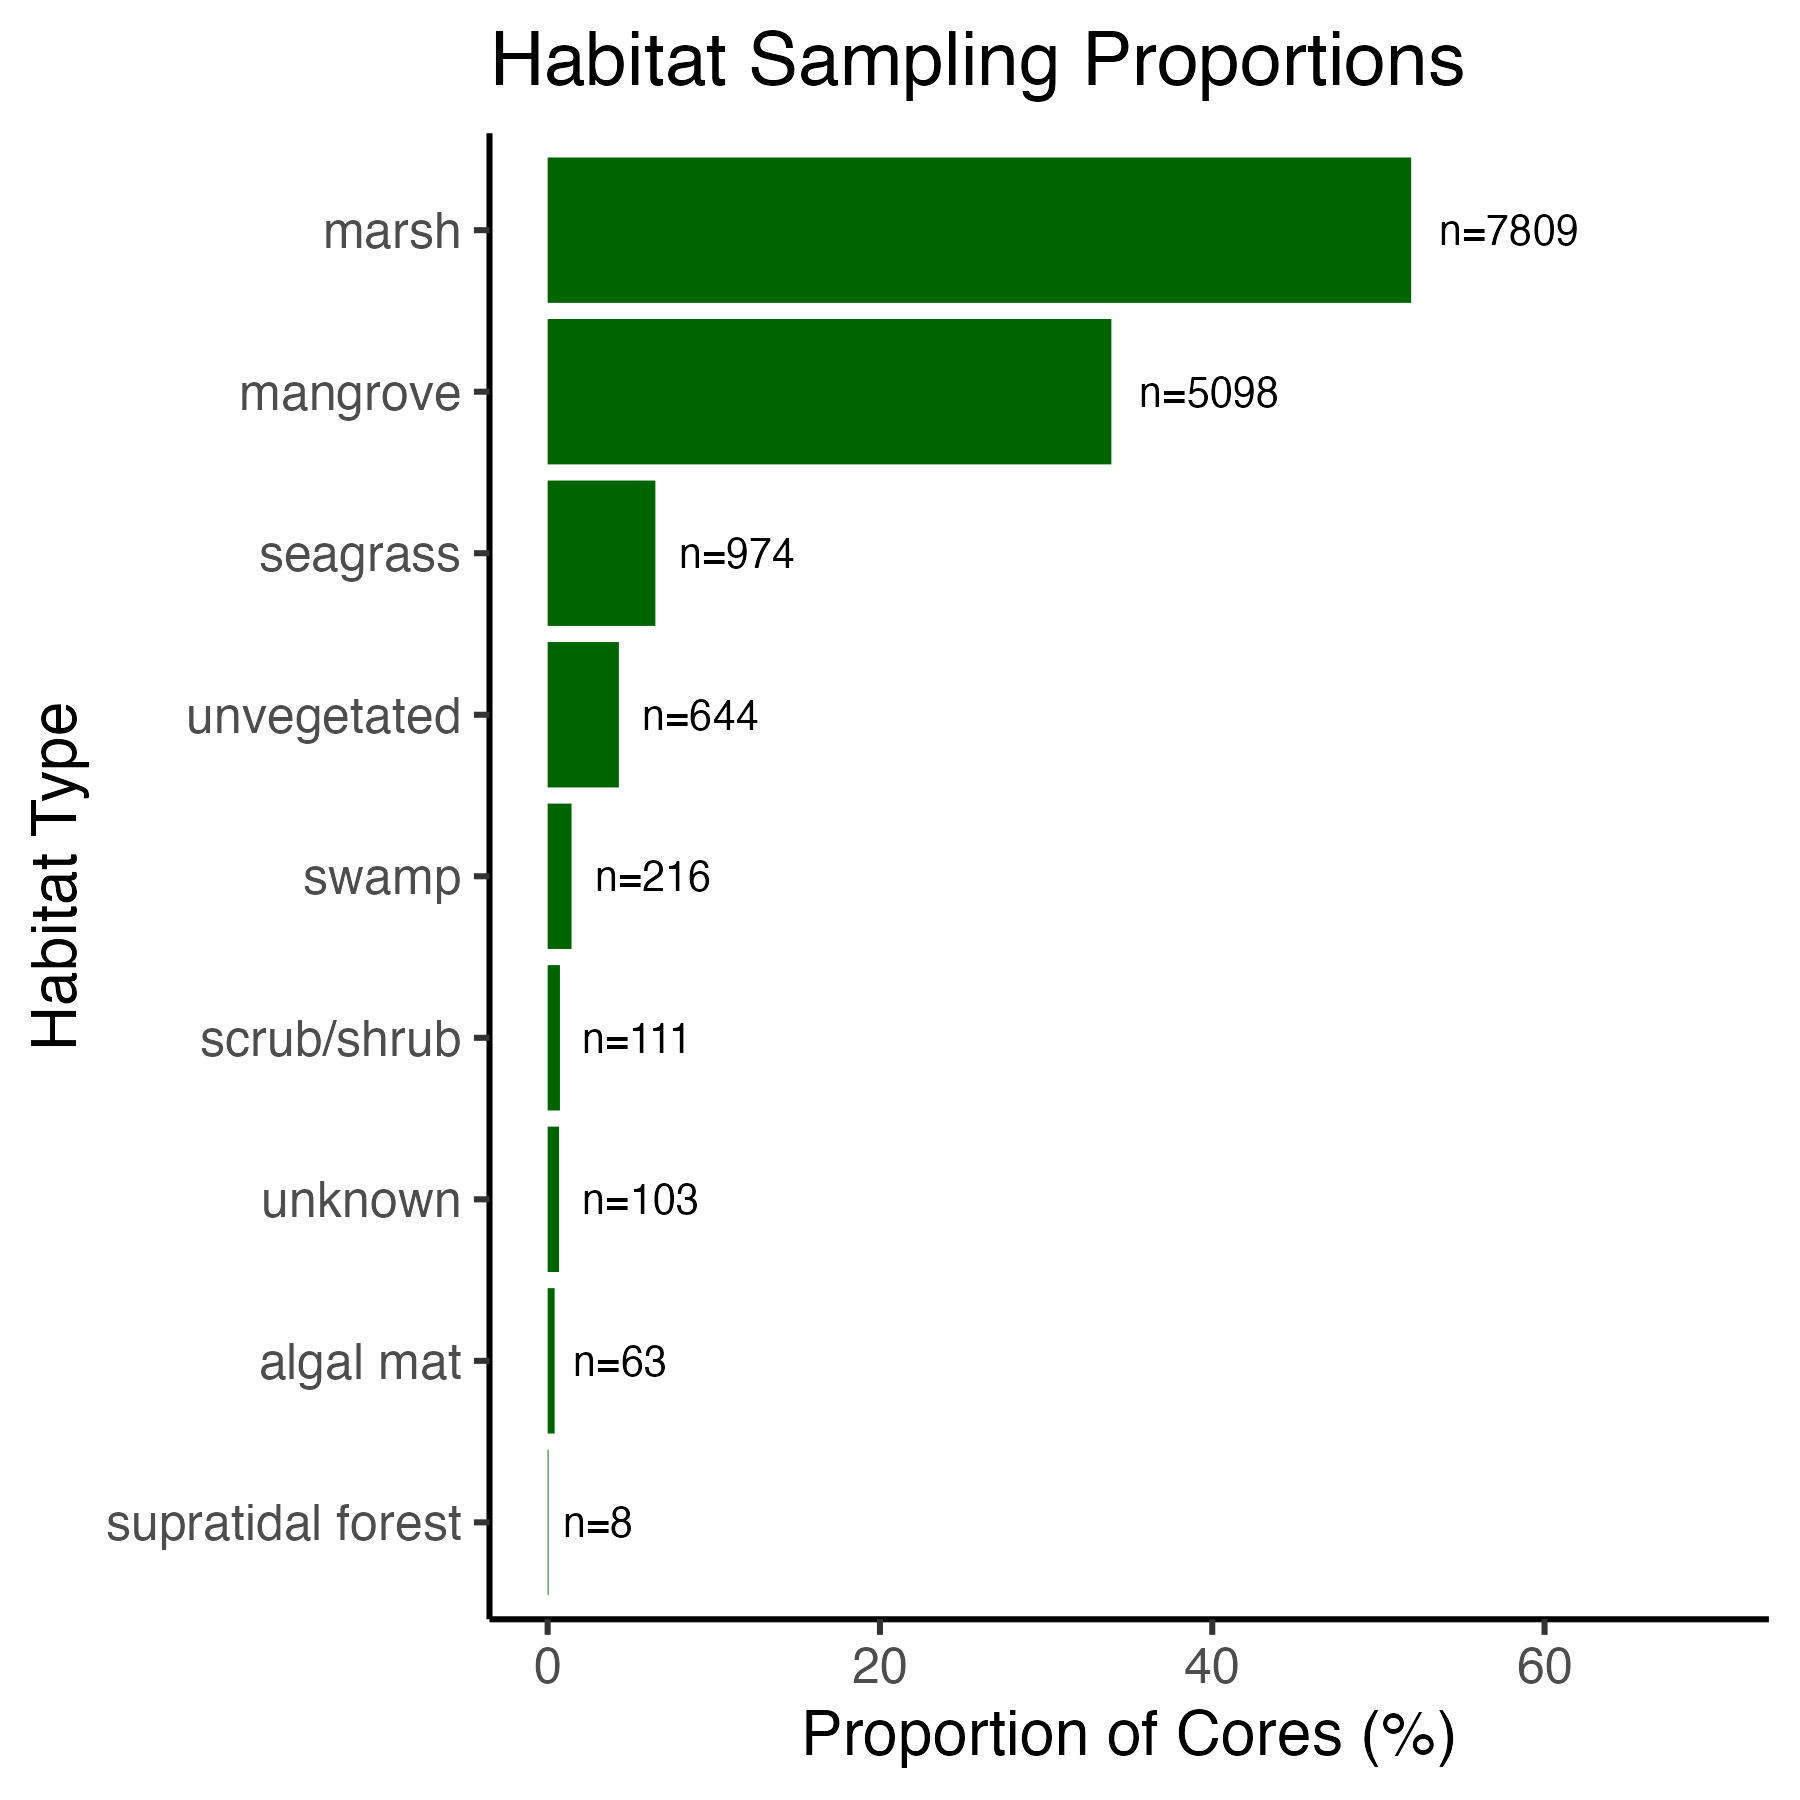 Habitat Sampling Proportions
marsh
n=7809
mangrove
n=5098
seagrass
n=974
unvegetated
n=644
swamp
n=216
scrub/shrub
n=111
unknown
n=103
algal mat
n=63
supratidal forest
n=8
Habitat Type
0 20 40 60
Proportion of Cores (%)